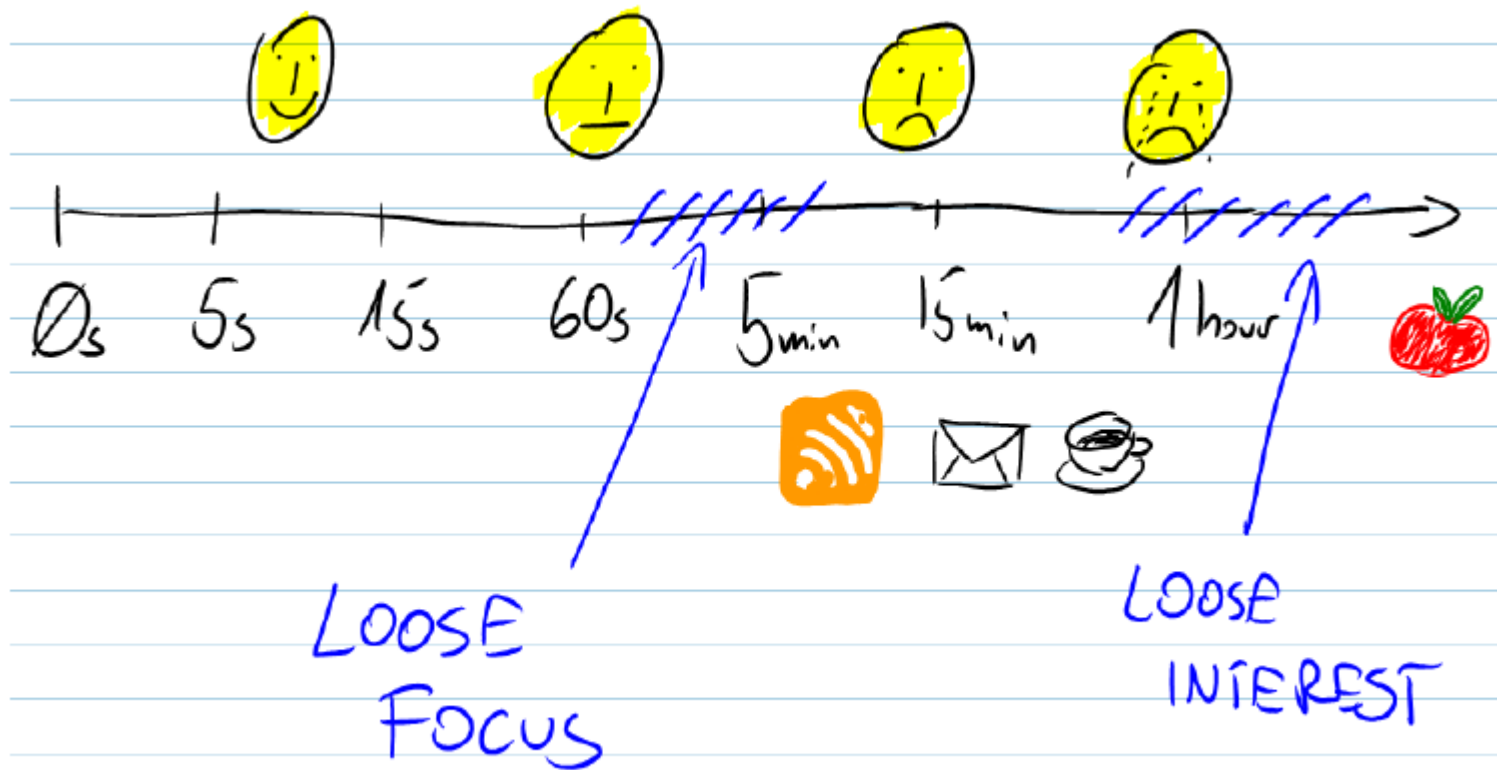 0s 5s 15s 60s 5min 15min 1hour
LOOSE
FOCUS
LOOSE
INTEREST